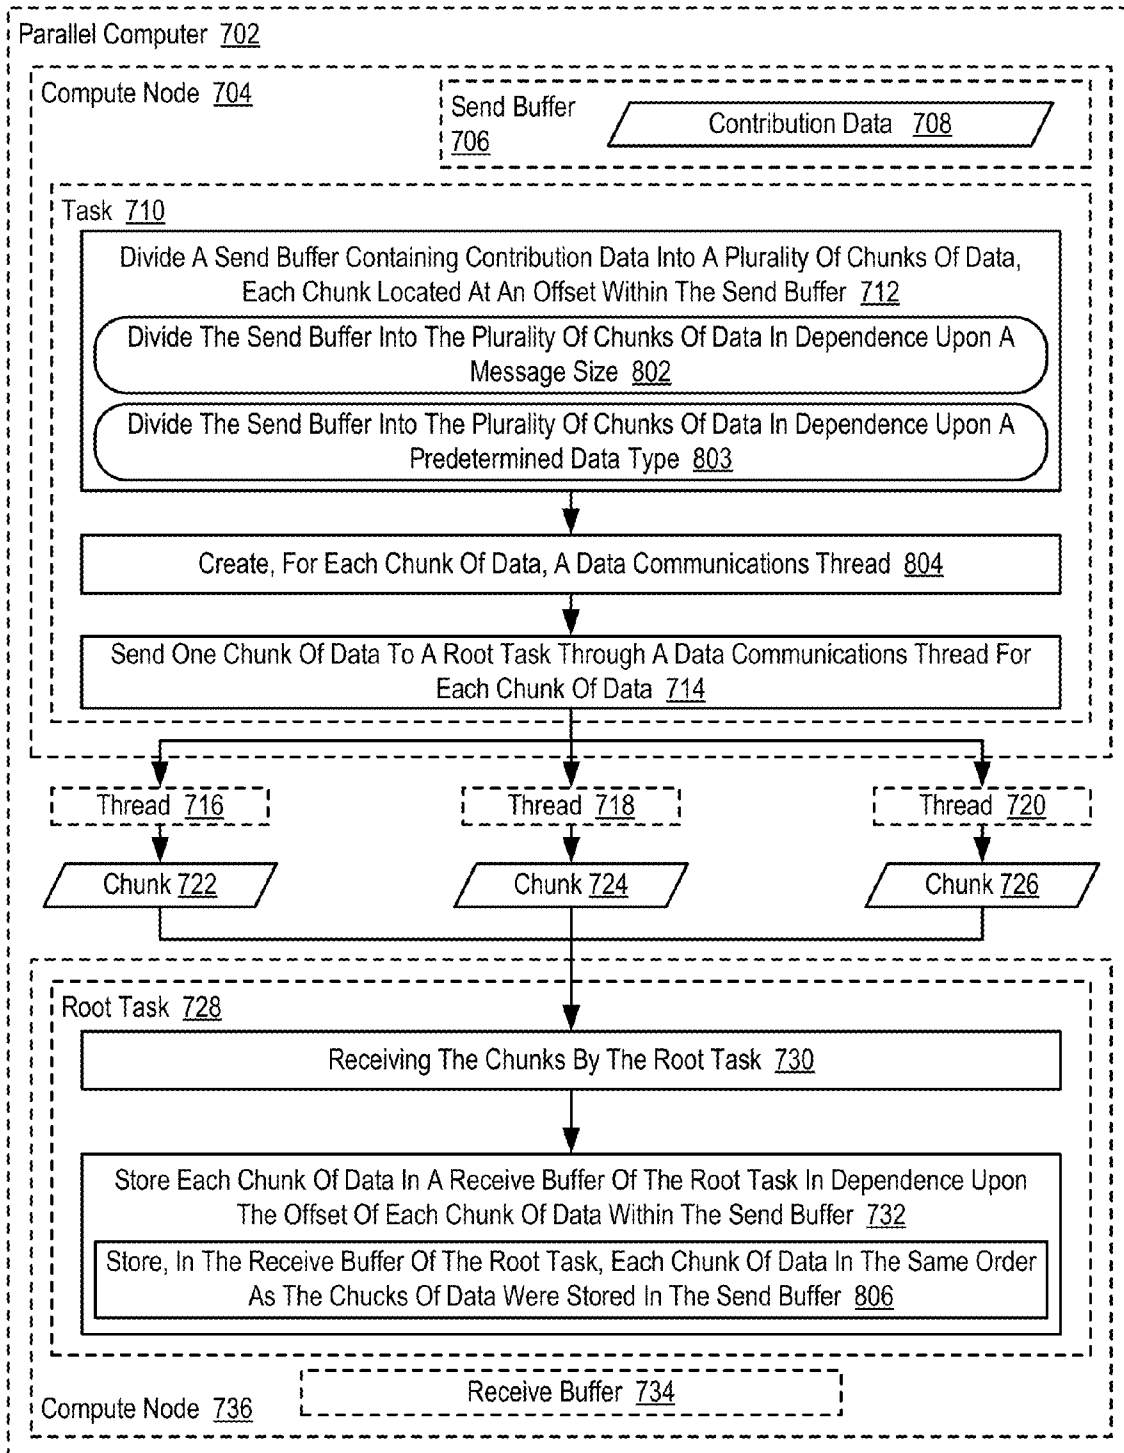 Parallel Computer 702
Compute Node 704
Send Buffer
706
Contribution Data 708
Task 710
Divide A Send Buffer Containing Contribution Data Into A Plurality Of Chunks Of Data,
Each Chunk Located At An Offset Within The Send Buffer 712
Divide The Send Buffer Into The Plurality Of Chunks Of Data In Dependence Upon A
Message Size 802
Divide The Send Buffer Into The Plurality Of Chunks Of Data In Dependence Upon A
Predetermined Data Type 803
Create, For Each Chunk Of Data, A Data Communications Thread 804
Send One Chunk Of Data To A Root Task Through A Data Communications Thread For
Each Chunk Of Data 714
Thread 716
Thread 718
Thread 720
Chunk 722
Chunk 724
Chunk 726
Root Task 728
Receiving The Chunks By The Root Task 730
Store Each Chunk Of Data In A Receive Buffer Of The Root Task In Dependence Upon
The Offset Of Each Chunk Of Data Within The Send Buffer 732
Store, In The Receive Buffer Of The Root Task, Each Chunk Of Data In The Same Order
As The Chucks Of Data Were Stored In The Send Buffer 806
Receive Buffer 734
Compute Node 736